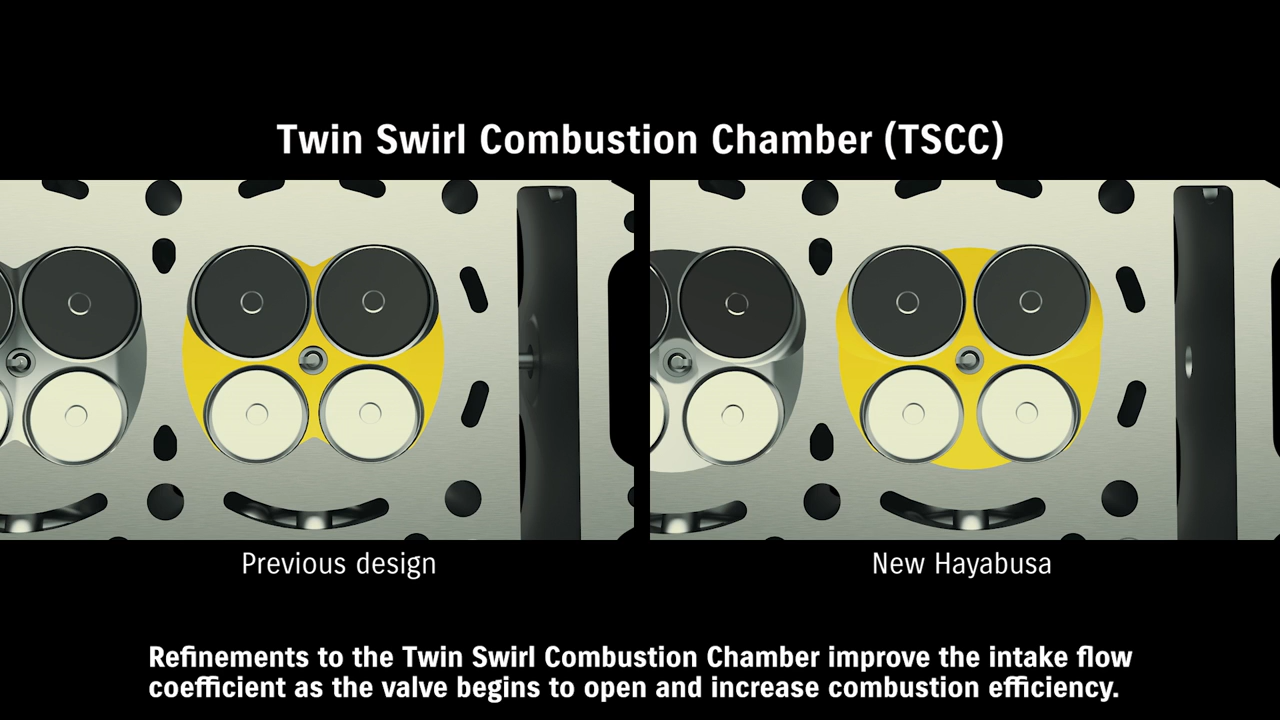 Twin Swirl Combustion Chamber (TSCC)
Previous design
New Hayabusa
Refinements to the Twin Swirl Combustion Chamber improve the intake flow
coefficient as the valve begins to open and increase combustion efficiency.